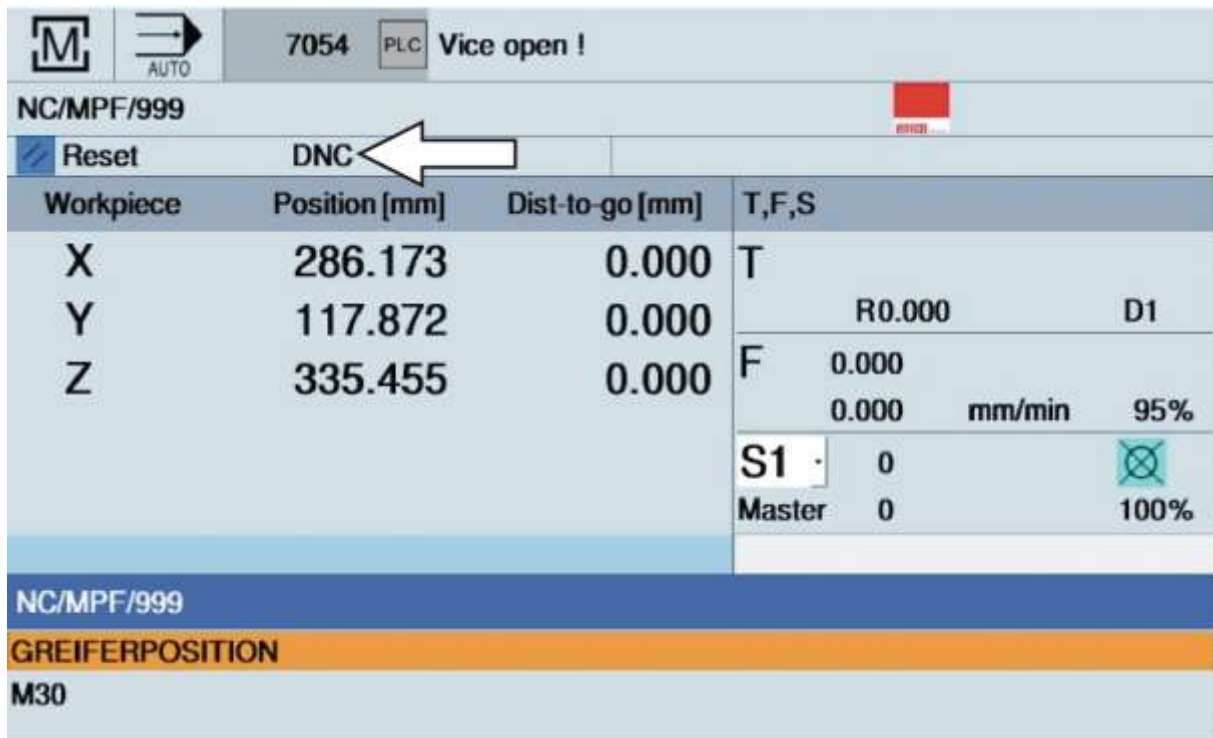 M AUTO 7054 PLC Vice open !
NC/MPF/999
Reset DNC
Workpiece Position [mm] Dist-to-go [mm] T,F,S
X 286.173 0.000 T
Y 117.872 0.000 R0.000 D1
Z 335.455 0.000 F 0.000
0.000 mm/min 95%
S1 0
Master 0 100%
NC/MPF/999
GREIFERPOSITION
M30